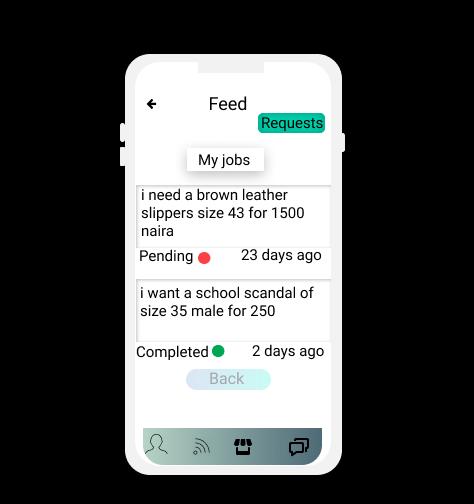 Feed
Requests
My jobs
i need a brown leather
slippers size 43 for 1500
naira
Pending 23 days ago
i want a school scandal of
size 35 male for 250
Completed 2 days ago
Back